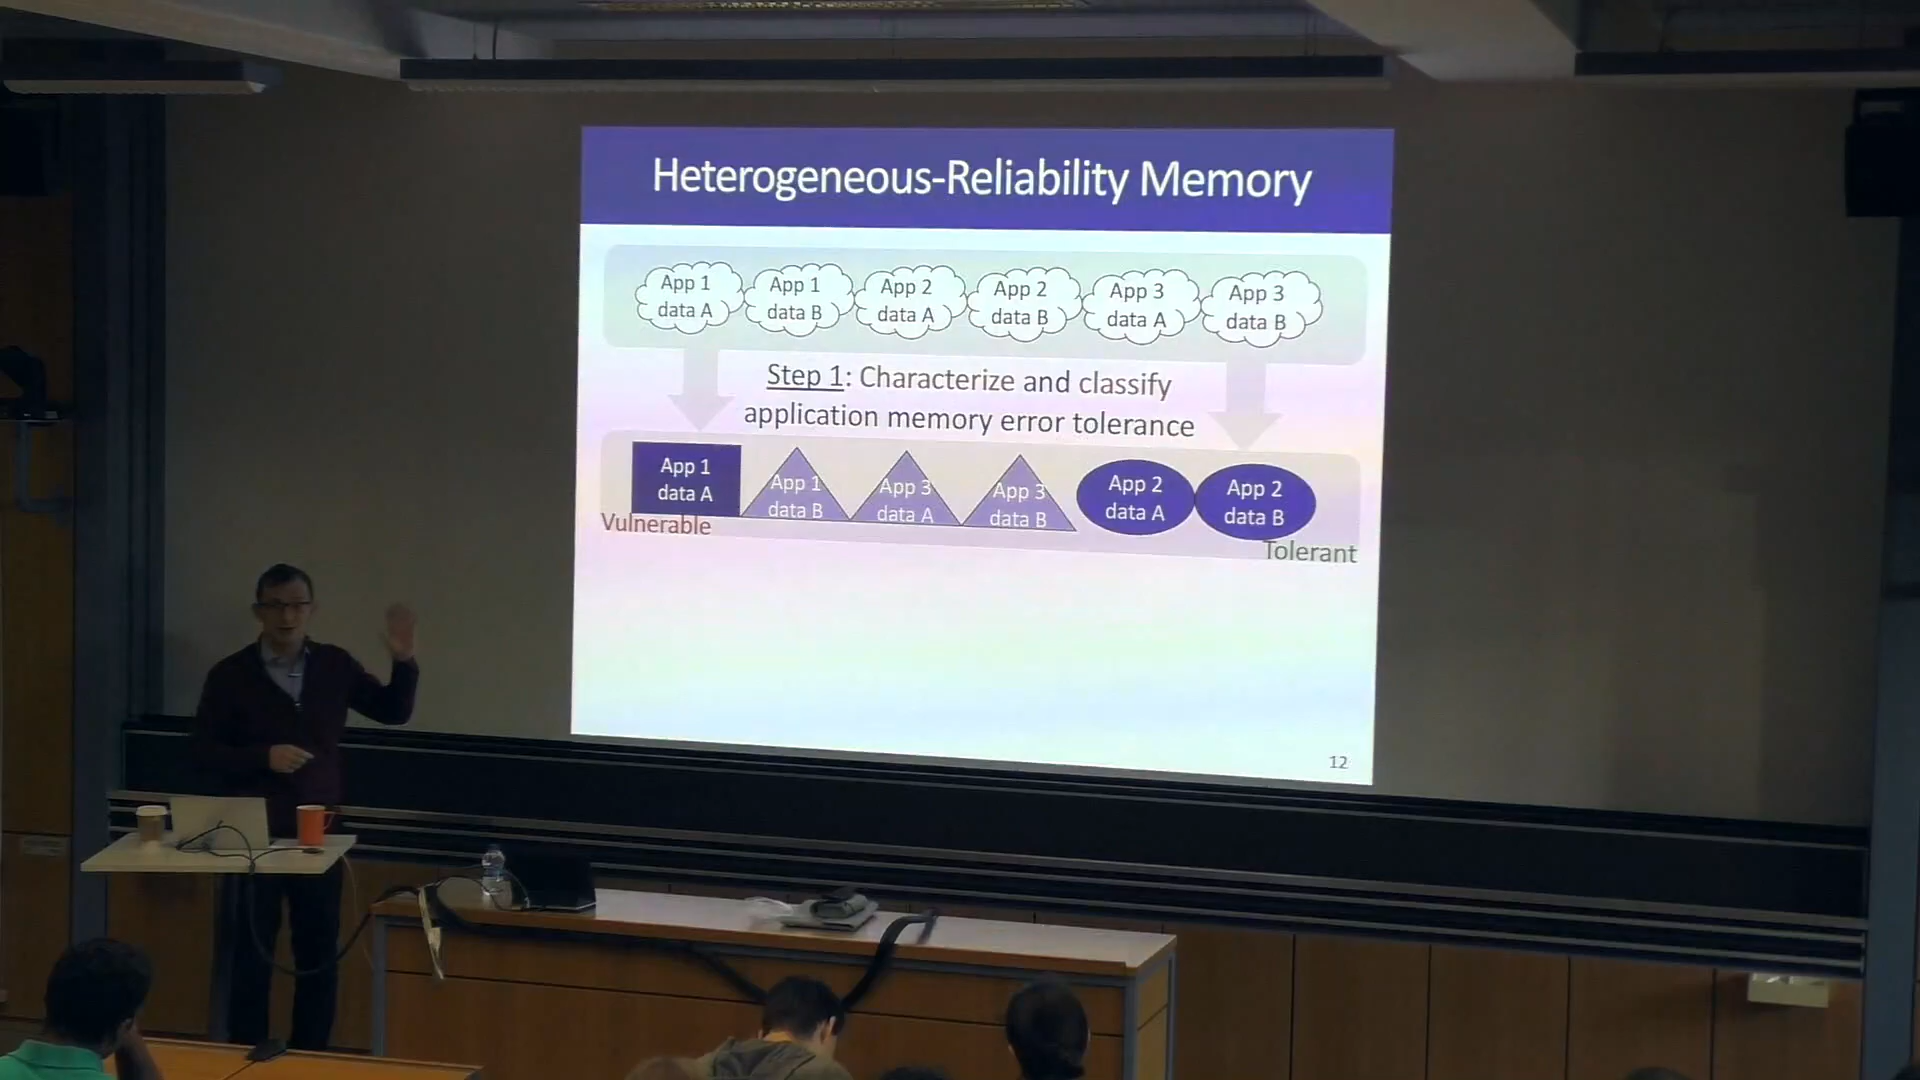 Heterogeneous-Reliability Memory
App 1
data A
App 1
data B
App 2
data A
App 2
data B
App 3
data A
App 3
data B
Step 1: Characterize and classify
application memory error tolerance
App 1
data A
App 1
data B
App 3
data A
App 3
data B
App 2
data A
App 2
data B
Vulnerable
Tolerant
12